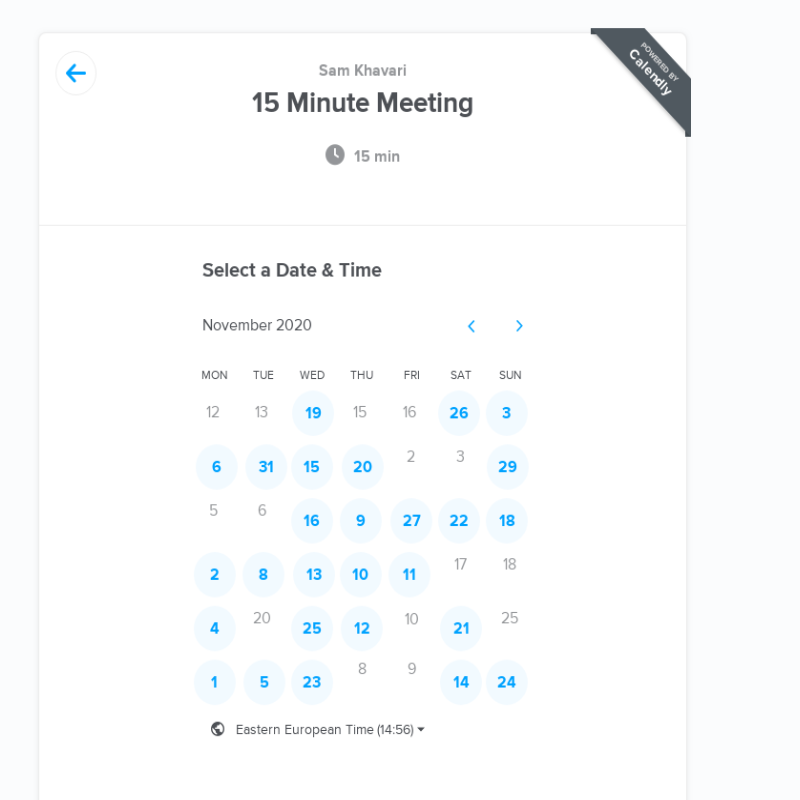 POWERED BY
Calendly
Sam Khavari
15 Minute Meeting
15 min
Select a Date & Time
November 2020
MON TUE WED THU FRI SAT SUN
12 13 19 15 16 26 3
6 31 15 20 2 3 29
5 6 16 9 27 22 18
2 8 13 10 11 17 18
4 20 25 12 10 21 25
1 5 23 8 9 14 24
Eastern European Time (14:56)